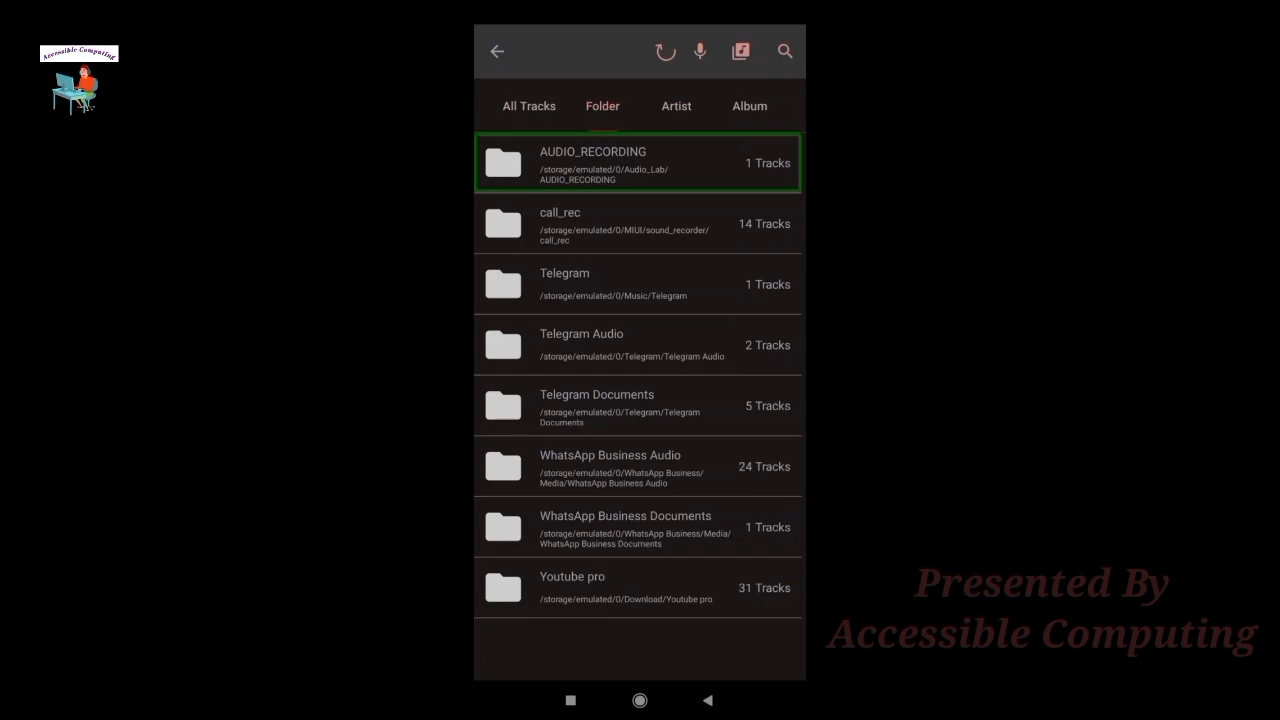 Accessible Computing
All Tracks Folder Artist Album
AUDIO_RECORDING
/storage/emulated/0/Audio_Lab/
AUDIO_RECORDING
1 Tracks
call_rec
/storage/emulated/0/MIUI/sound_recorder/
call_rec
14 Tracks
Telegram
/storage/emulated/0/Music/Telegram
1 Tracks
Telegram Audio
/storage/emulated/0/Telegram/Telegram Audio
2 Tracks
Telegram Documents
/storage/emulated/0/Telegram/Telegram
Documents
5 Tracks
WhatsApp Business Audio
/storage/emulated/0/WhatsApp Business/
Media/WhatsApp Business Audio
24 Tracks
WhatsApp Business Documents
/storage/emulated/0/WhatsApp Business/Media/
WhatsApp Business Documents
1 Tracks
Youtube pro
/storage/emulated/0/Download/Youtube pro
31 Tracks
Presented By
Accessible Computing